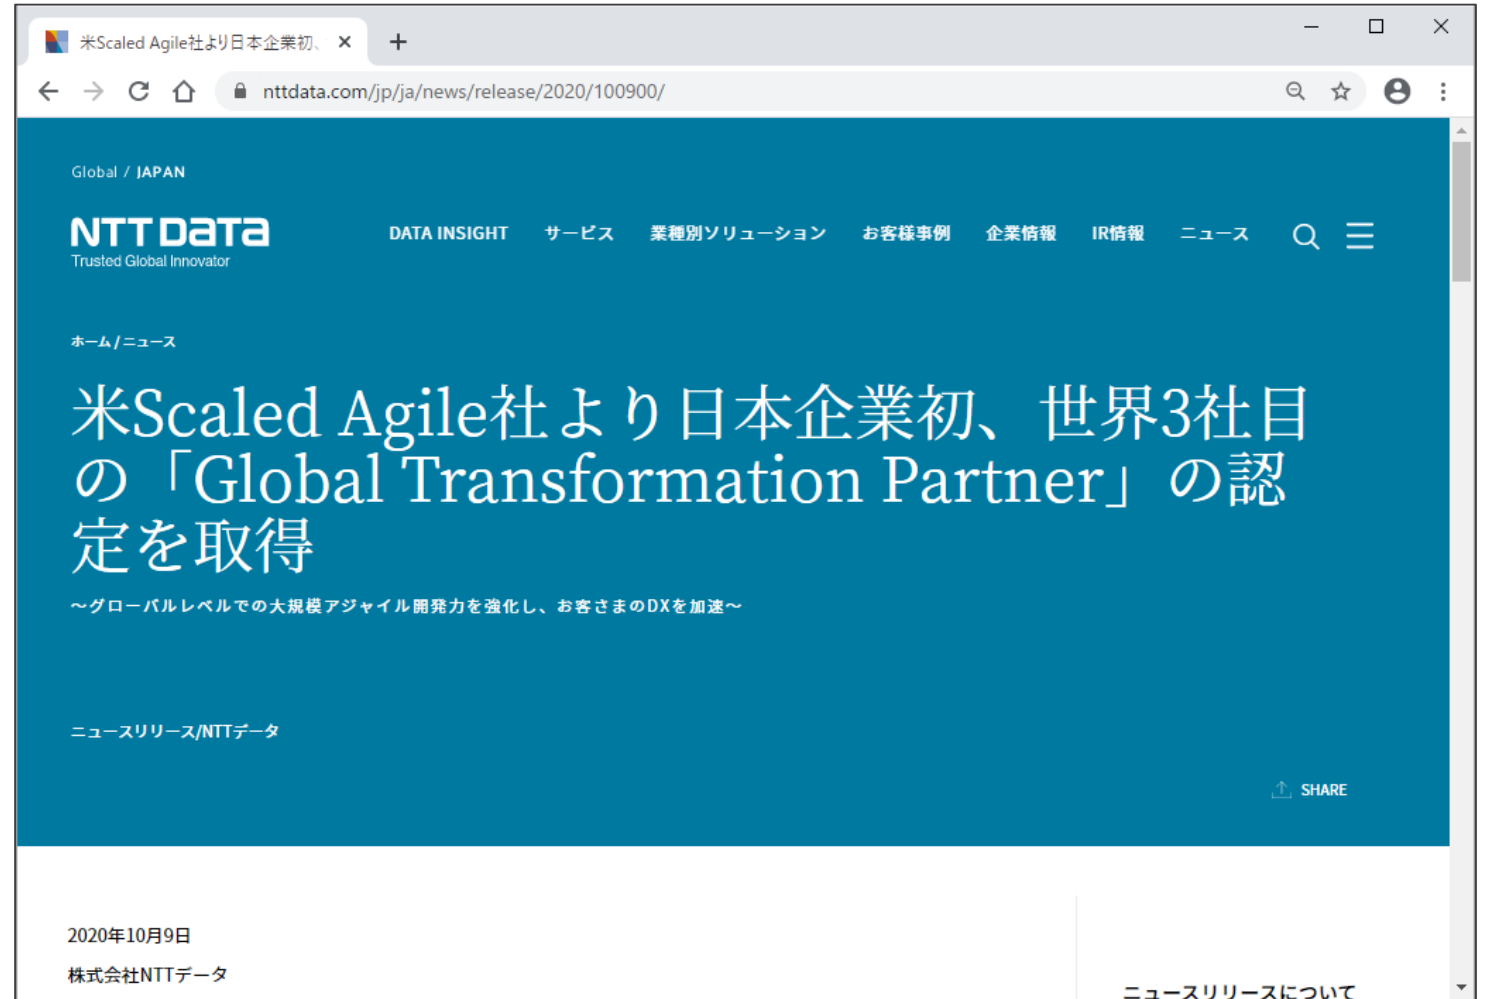 米Scaled Agile社より日本企業初、
nttdata.com/jp/ja/news/release/2020/100900/
Global / JAPAN
NTT DATA
Trusted Global Innovator
DATA INSIGHT サービス 業種別ソリューション お客様事例 企業情報 IR情報 ニュース
ホーム / ニュース
米Scaled Agile社より日本企業初、世界3社目
の「Global Transformation Partner」の認
定を取得
～グローバルレベルでの大規模アジャイル開発力を強化し、お客さまのDXを加速～
ニュースリリース/NTTデータ
SHARE
2020年10月9日
株式会社NTTデータ
ニュースリリースについて